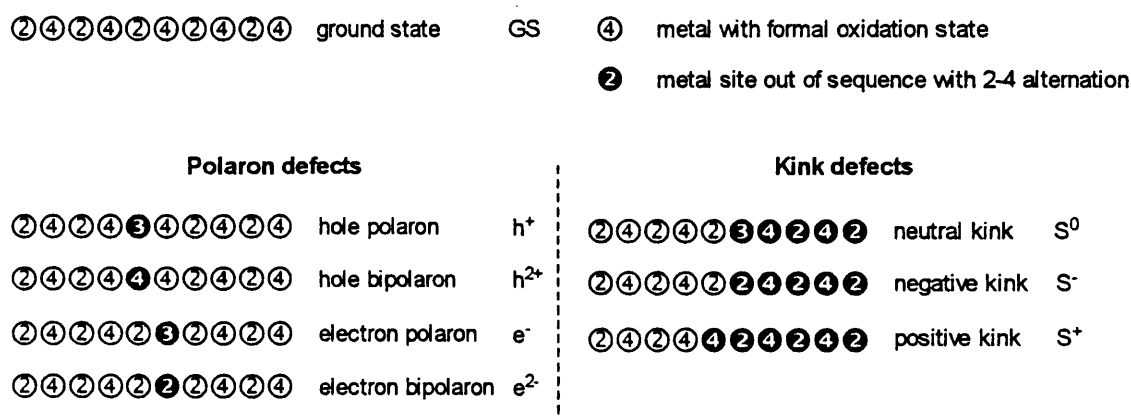 ②④②④②④②④②④ ground state GS
④ metal with formal oxidation state
❷ metal site out of sequence with 2-4 alternation
Polaron defects
②④②④❸④②④②④ hole polaron h⁺
②④②④❹④②④②④ hole bipolaron h²⁺
②④②④②❸②④②④ electron polaron e⁻
②④②④②❷②④②④ electron bipolaron e²⁻
Kink defects
②④②④②❸❹❷❹❷ neutral kink S⁰
②④②④②❷❹❷❹❷ negative kink S⁻
②④②④❹❷❹❷❹❷ positive kink S⁺